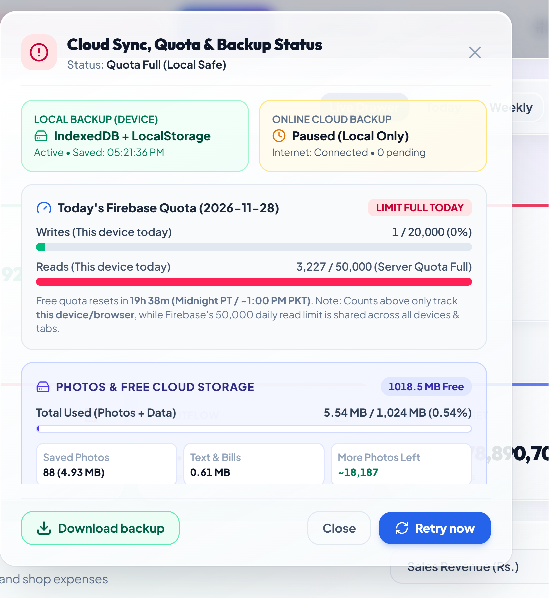 Cloud Sync, Quota & Backup Status
Status: Quota Full (Local Safe)
LOCAL BACKUP (DEVICE)
IndexedDB + LocalStorage
Active • Saved: 05:21:36 PM
ONLINE CLOUD BACKUP
Paused (Local Only)
Internet: Connected • 0 pending
Weekly
Today's Firebase Quota (2026-11-28)
LIMIT FULL TODAY
Writes (This device today)
1 / 20,000 (0%)
Reads (This device today)
3,227 / 50,000 (Server Quota Full)
Free quota resets in 19h 38m (Midnight PT / ~1:00 PM PKT). Note: Counts above only track
this device/browser, while Firebase's 50,000 daily read limit is shared across all devices &
tabs.
PHOTOS & FREE CLOUD STORAGE
1018.5 MB Free
Total Used (Photos + Data)
5.54 MB / 1,024 MB (0.54%)
Saved Photos
88 (4.93 MB)
Text & Bills
0.61 MB
More Photos Left
~18,187
Download backup
Close
Retry now
and shop expenses
Sales Revenue (Rs.)